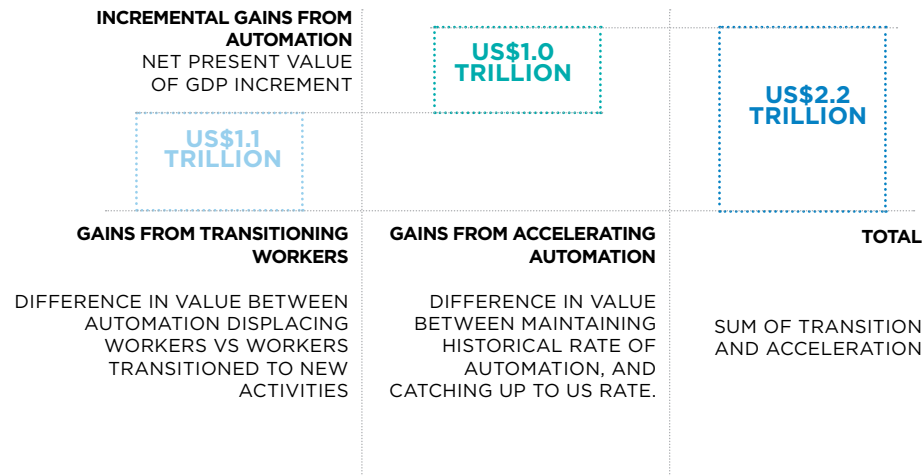 INCREMENTAL GAINS FROM
AUTOMATION
NET PRESENT VALUE
OF GDP INCREMENT
US$1.1
TRILLION
US$1.0
TRILLION
US$2.2
TRILLION
GAINS FROM TRANSITIONING
WORKERS
DIFFERENCE IN VALUE BETWEEN
AUTOMATION DISPLACING
WORKERS VS WORKERS
TRANSITIONED TO NEW
ACTIVITIES
GAINS FROM ACCELERATING
AUTOMATION
DIFFERENCE IN VALUE
BETWEEN MAINTAINING
HISTORICAL RATE OF
AUTOMATION, AND
CATCHING UP TO US RATE.
TOTAL
SUM OF TRANSITION
AND ACCELERATION